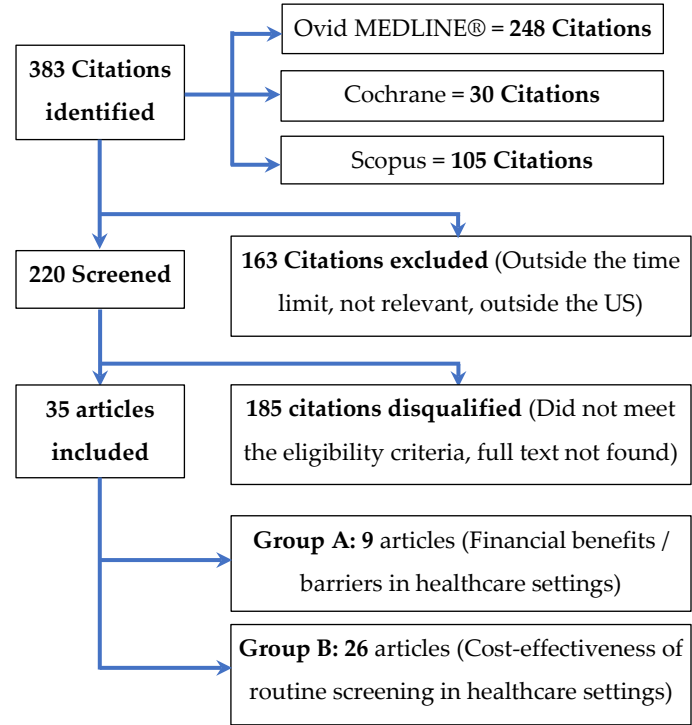 Ovid MEDLINE® = 248 Citations
383 Citations
identified
Cochrane = 30 Citations
Scopus = 105 Citations
220 Screened
163 Citations excluded (Outside the time
limit, not relevant, outside the US)
35 articles
included
185 citations disqualified (Did not meet
the eligibility criteria, full text not found)
Group A: 9 articles (Financial benefits /
barriers in healthcare settings)
Group B: 26 articles (Cost-effectiveness of
routine screening in healthcare settings)